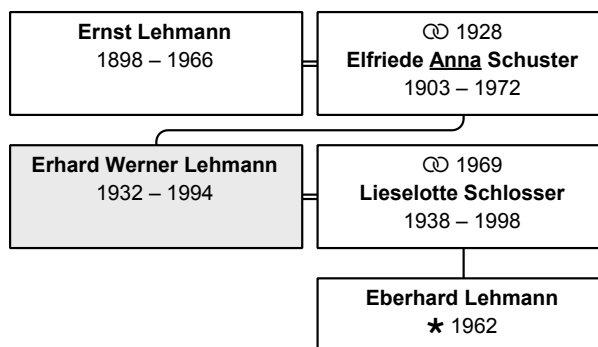 Ernst Lehmann
1898 – 1966
⚭ 1928
Elfriede Anna Schuster
1903 – 1972
Erhard Werner Lehmann
1932 – 1994
⚭ 1969
Lieselotte Schlosser
1938 – 1998
Eberhard Lehmann
* 1962